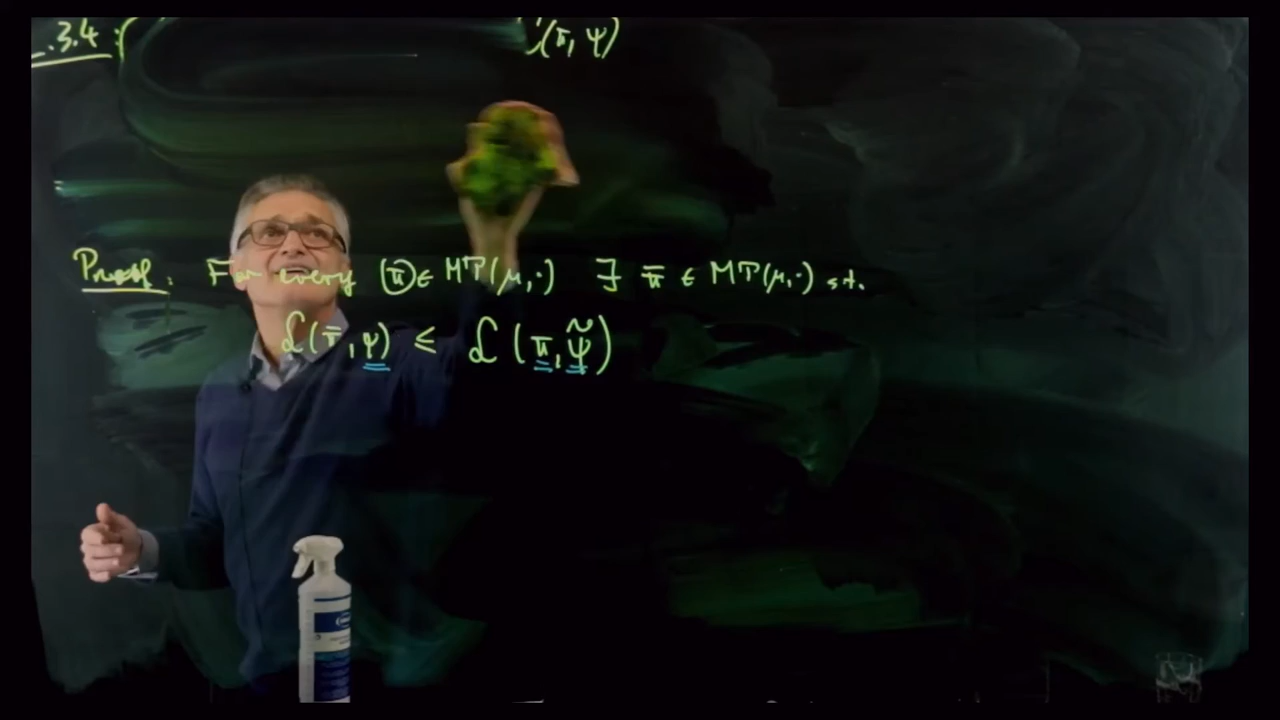 .3.4 : (π, ψ)
Proof: For every π ∈ MT(μ,·) ∃ π̄ ∈ MT(μ,·) s.t.
ℒ(π̄, ψ) ≤ ℒ(π, ψ̃)